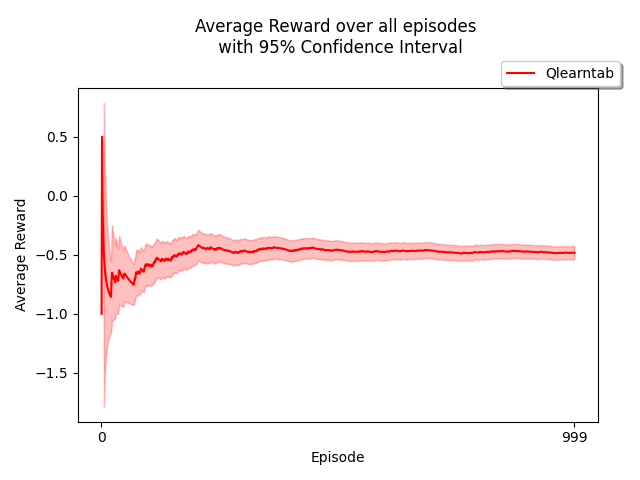 Average Reward over all episodes
with 95% Confidence Interval
Qlearntab
0.5
0.0
−0.5
−1.0
−1.5
Average Reward
0
999
Episode